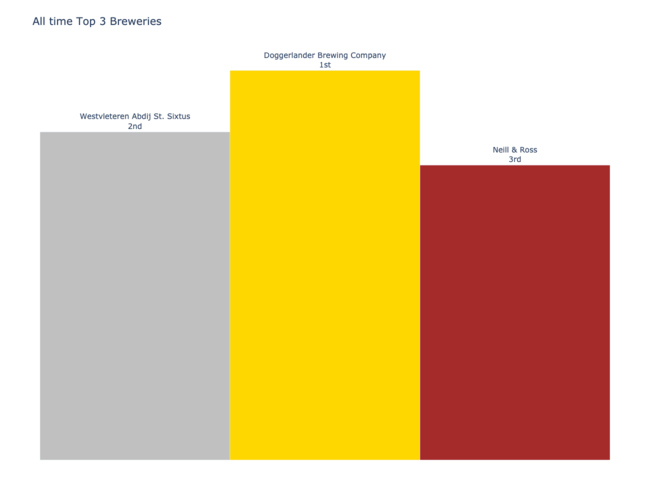 All time Top 3 Breweries
Doggerlander Brewing Company
1st
Westvleteren Abdij St. Sixtus
2nd
Neill & Ross
3rd